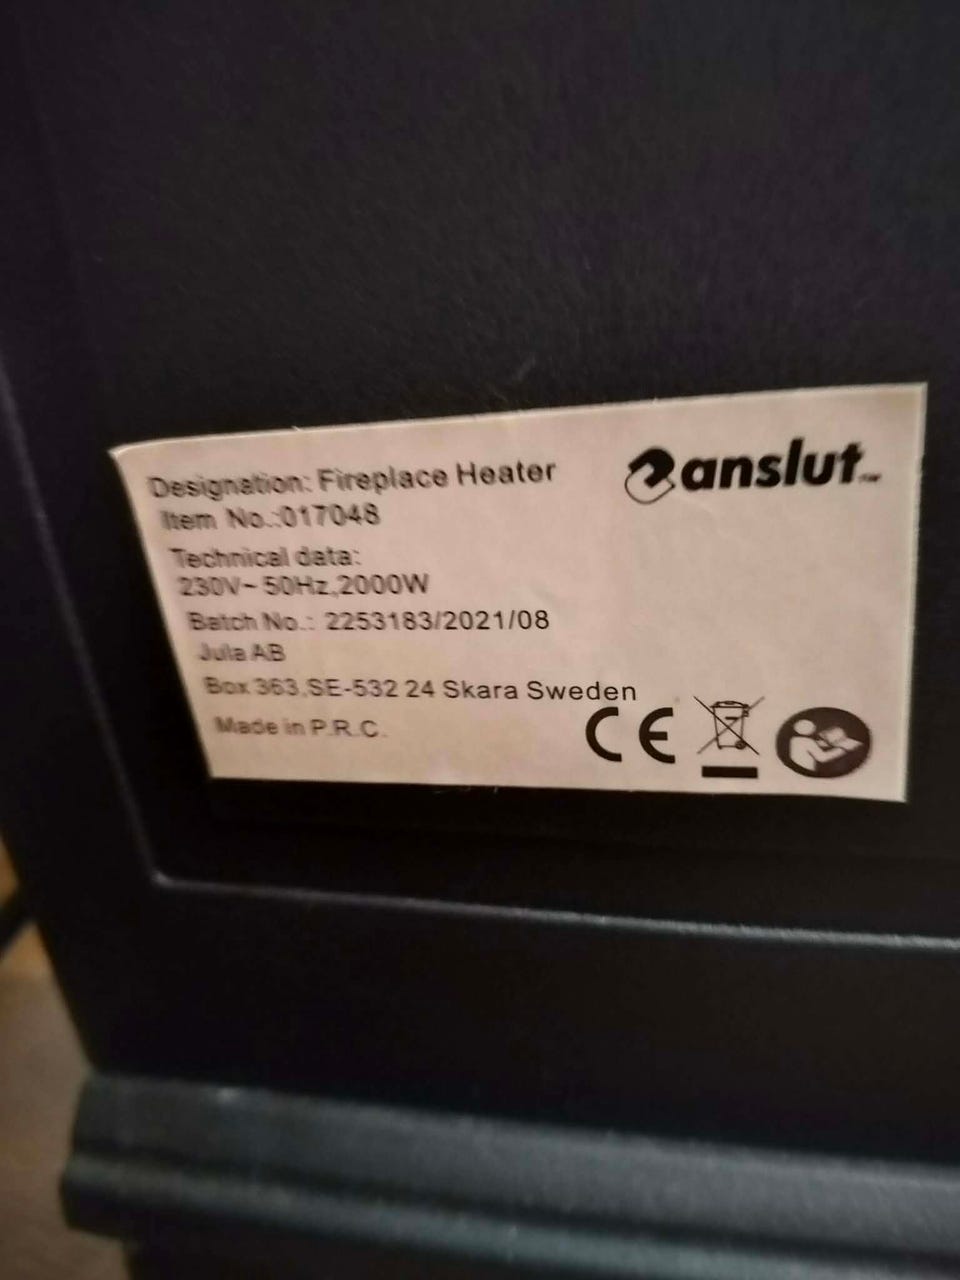 anslut™
Designation: Fireplace Heater
Item No.:017048
Technical data:
230V~ 50Hz,2000W
Batch No.: 2253183/2021/08
Jula AB
Box 363,SE-532 24 Skara Sweden
Made in P.R.C.
CE